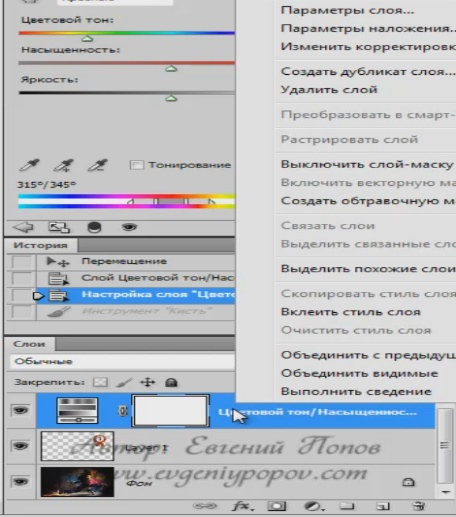 Цветовой тон:
Насыщенность:
Яркость:
Тонирование
315°/345°
История
Перемещение
Слой Цветовой тон/Нас
Настройка слоя "Цвето
Инструмент "Кисть"
Слои
Обычные
Закрепить:
Цветовой тон/Насыщеннос...
Layer 1
Автор: Евгений Попов
www.evgeniypopov.com
Фон
fx.
Параметры слоя...
Параметры наложения...
Изменить корректировк
Создать дубликат слоя...
Удалить слой
Преобразовать в смарт-
Растрировать слой
Выключить слой-маску
Включить векторную ма
Создать обтравочную м
Связать слои
Выделить связанные сло
Выделить похожие слои
Скопировать стиль слоя
Вклеить стиль слоя
Очистить стиль слоя
Объединить с предыдущ
Объединить видимые
Выполнить сведение